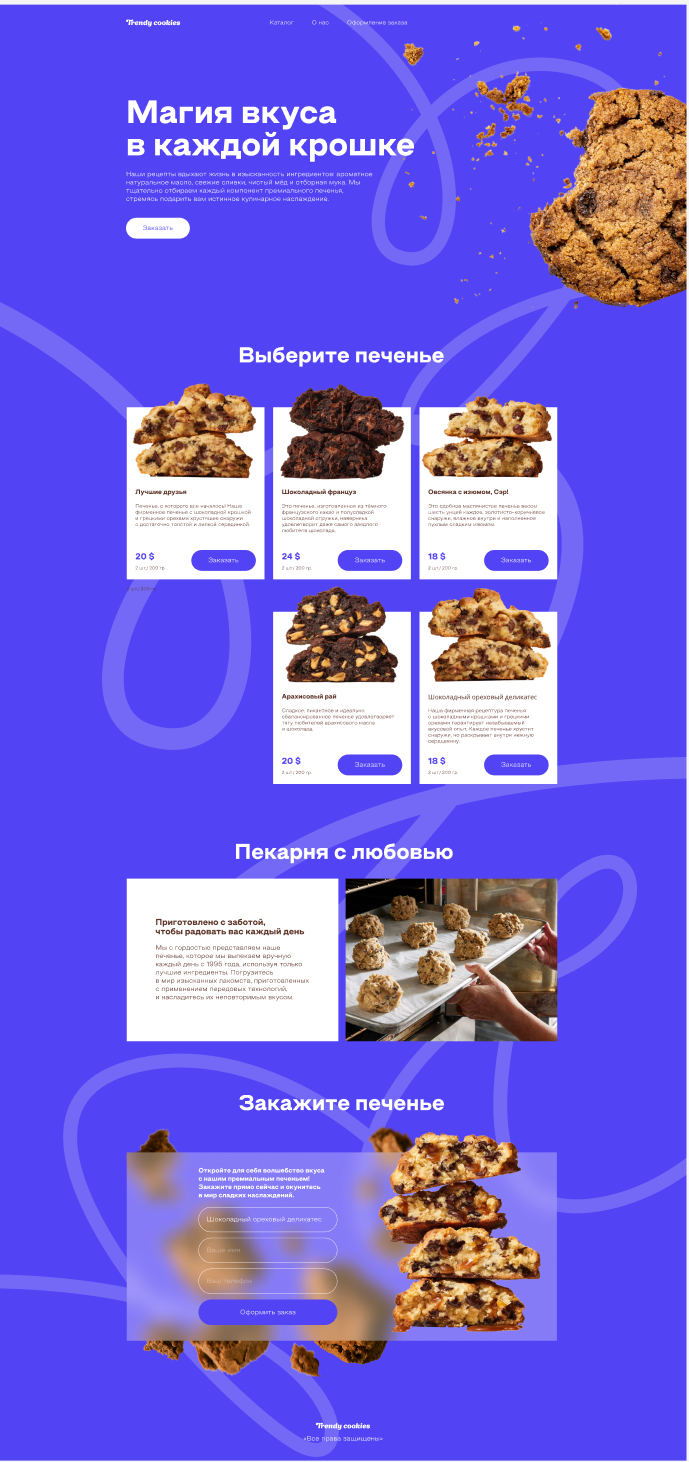 Trendy cookies
Каталог
О нас
Оформление заказа
Магия вкуса
в каждой крошке
Наши рецепты вдыхают жизнь в изысканность ингредиентов: ароматное
натуральное масло, свежие сливки, чистый мёд и отборная мука. Мы
тщательно отбираем каждый компонент премиального печенья,
стремясь подарить вам истинное кулинарное наслаждение.
Заказать
Выберите печенье
Лучшие друзья
Печенье, с которого все началось! Наше
фирменное печенье с шоколадной крошкой
и грецкими орехами хрустящие снаружи
с достаточно толстой и липкой серединкой.
20 $
Заказать
2 шт./ 200 гр.
Шоколадный француз
Это печенье, изготовленное из тёмного
французского какао и полусладкой
шоколадной стружки, наверняка
удовлетворит даже самого заядлого
любителя шоколада.
24 $
Заказать
2 шт./ 200 гр.
Овсянка с изюмом, Сэр!
Это сдобное маслянистое печенье весом
шесть унций каждое, золотисто-коричневое
снаружи, влажное внутри и наполненное
пухлым сладким изюмом.
18 $
Заказать
2 шт./ 200 гр.
Арахисовый рай
Сладкое, пикантное и идеально
сбалансированное печенье удовлетворяет
тягу любителей арахисового масла
и шоколада.
20 $
Заказать
2 шт./ 200 гр.
Шоколадный ореховый деликатес
Наша фирменная рецептура печенья
с шоколадными крошками и грецкими
орехами гарантирует незабываемый
вкусовой опыт. Каждое печенье хрустит
снаружи, но раскрывает внутри нежную
серединку.
18 $
Заказать
2 шт./ 200 гр.
Пекарня с любовью
Приготовлено с заботой,
чтобы радовать вас каждый день
Мы с гордостью представляем наше
печенье, которое мы выпекаем вручную
каждый день с 1995 года, используя только
лучшие ингредиенты. Погрузитесь
в мир изысканных лакомств, приготовленных
с применением передовых технологий,
и насладитесь их неповторимым вкусом.
Закажите печенье
Откройте для себя волшебство вкуса
с нашим премиальным печеньем!
Закажите прямо сейчас и окунитесь
в мир сладких наслаждений.
Шоколадный ореховый деликатес
Ваше имя
Ваш телефон
Оформить заказ
Trendy cookies
«Все права защищены»